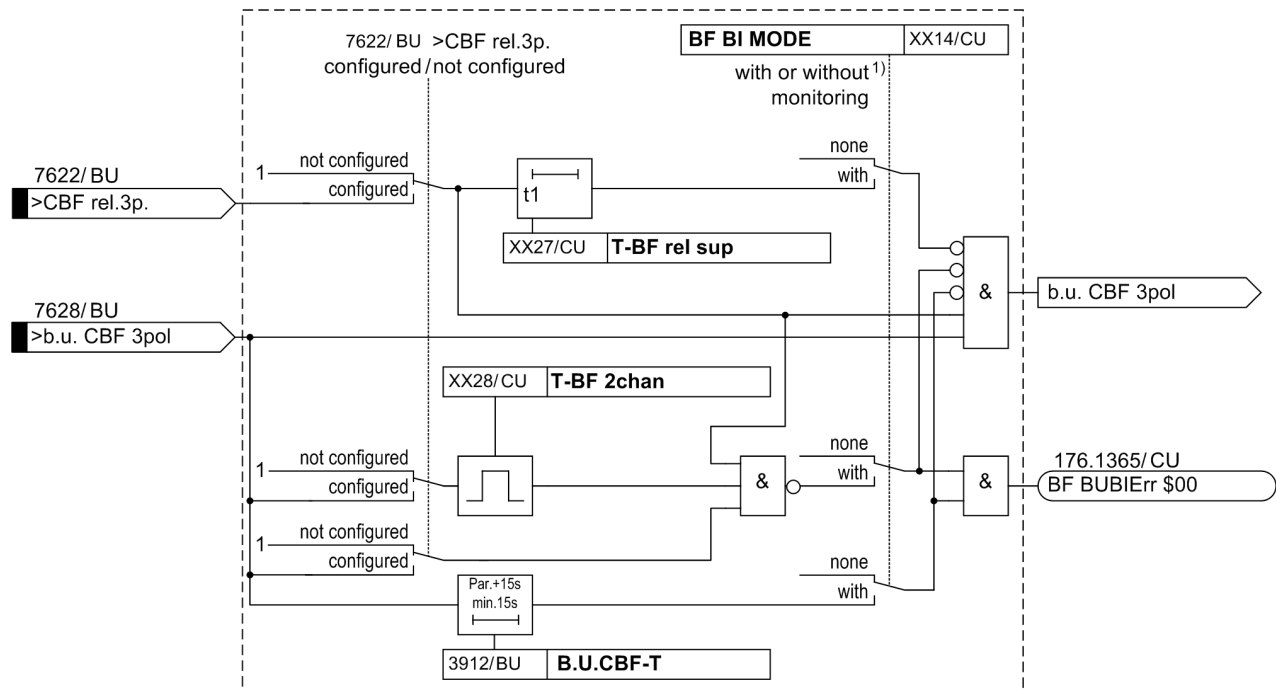 7622/ BU >CBF rel.3p.
configured / not configured
BF BI MODE XX14/CU
with or without 1)
monitoring
7622/ BU
>CBF rel.3p.
1
not configured
configured
t1
XX27/CU T-BF rel sup
none
with
&
b.u. CBF 3pol
7628/ BU
>b.u. CBF 3pol
XX28/ CU T-BF 2chan
1
not configured
configured
&
none
with
&
176.1365/ CU
BF BUBIErr $00
1
not configured
configured
Par.+15s
min.15s
none
with
3912/ BU B.U.CBF-T